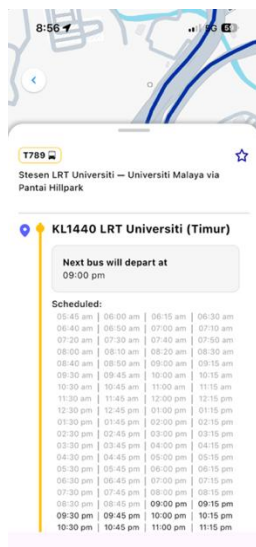 8:56
5G
T789
Stesen LRT Universiti — Universiti Malaya via
Pantai Hillpark
KL1440 LRT Universiti (Timur)
Next bus will depart at
09:00 pm
Scheduled:
05:45 am | 06:00 am | 06:15 am | 06:30 am
06:40 am | 06:50 am | 07:00 am | 07:10 am
07:20 am | 07:30 am | 07:40 am | 07:50 am
08:00 am | 08:10 am | 08:20 am | 08:30 am
08:40 am | 08:50 am | 09:00 am | 09:15 am
09:30 am | 09:45 am | 10:00 am | 10:15 am
10:30 am | 10:45 am | 11:00 am | 11:15 am
11:30 am | 11:45 am | 12:00 pm | 12:15 pm
12:30 pm | 12:45 pm | 01:00 pm | 01:15 pm
01:30 pm | 01:45 pm | 02:00 pm | 02:15 pm
02:30 pm | 02:45 pm | 03:00 pm | 03:15 pm
03:30 pm | 03:45 pm | 04:00 pm | 04:15 pm
04:30 pm | 04:45 pm | 05:00 pm | 05:15 pm
05:30 pm | 05:45 pm | 06:00 pm | 06:15 pm
06:30 pm | 06:45 pm | 07:00 pm | 07:15 pm
07:30 pm | 07:45 pm | 08:00 pm | 08:15 pm
08:30 pm | 08:45 pm | 09:00 pm | 09:15 pm
09:30 pm | 09:45 pm | 10:00 pm | 10:15 pm
10:30 pm | 10:45 pm | 11:00 pm | 11:15 pm